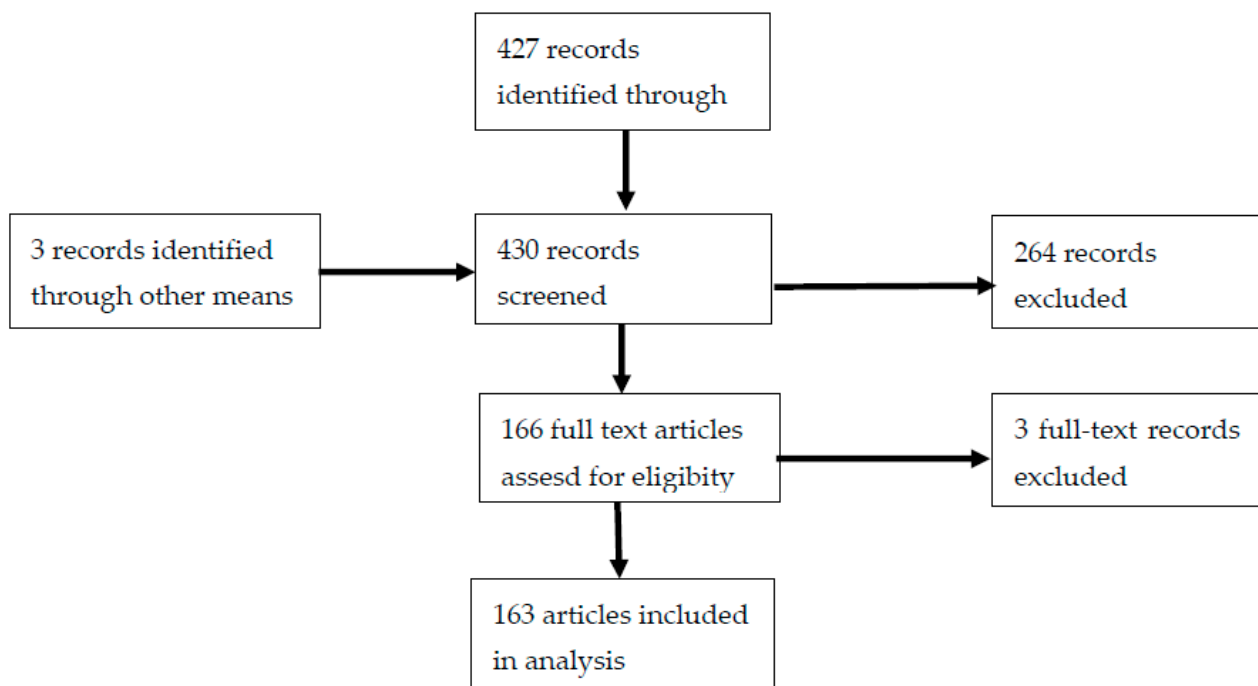 427 records
identified through
3 records identified
through other means
430 records
screened
264 records
excluded
166 full text articles
assesd for eligibity
3 full-text records
excluded
163 articles included
in analysis